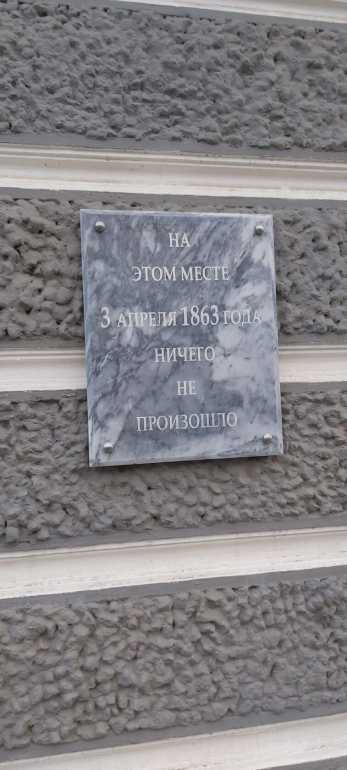 НА
ЭТОМ МЕСТЕ
3 АПРЕЛЯ 1863 ГОДА
НИЧЕГО
НЕ
ПРОИЗОШЛО